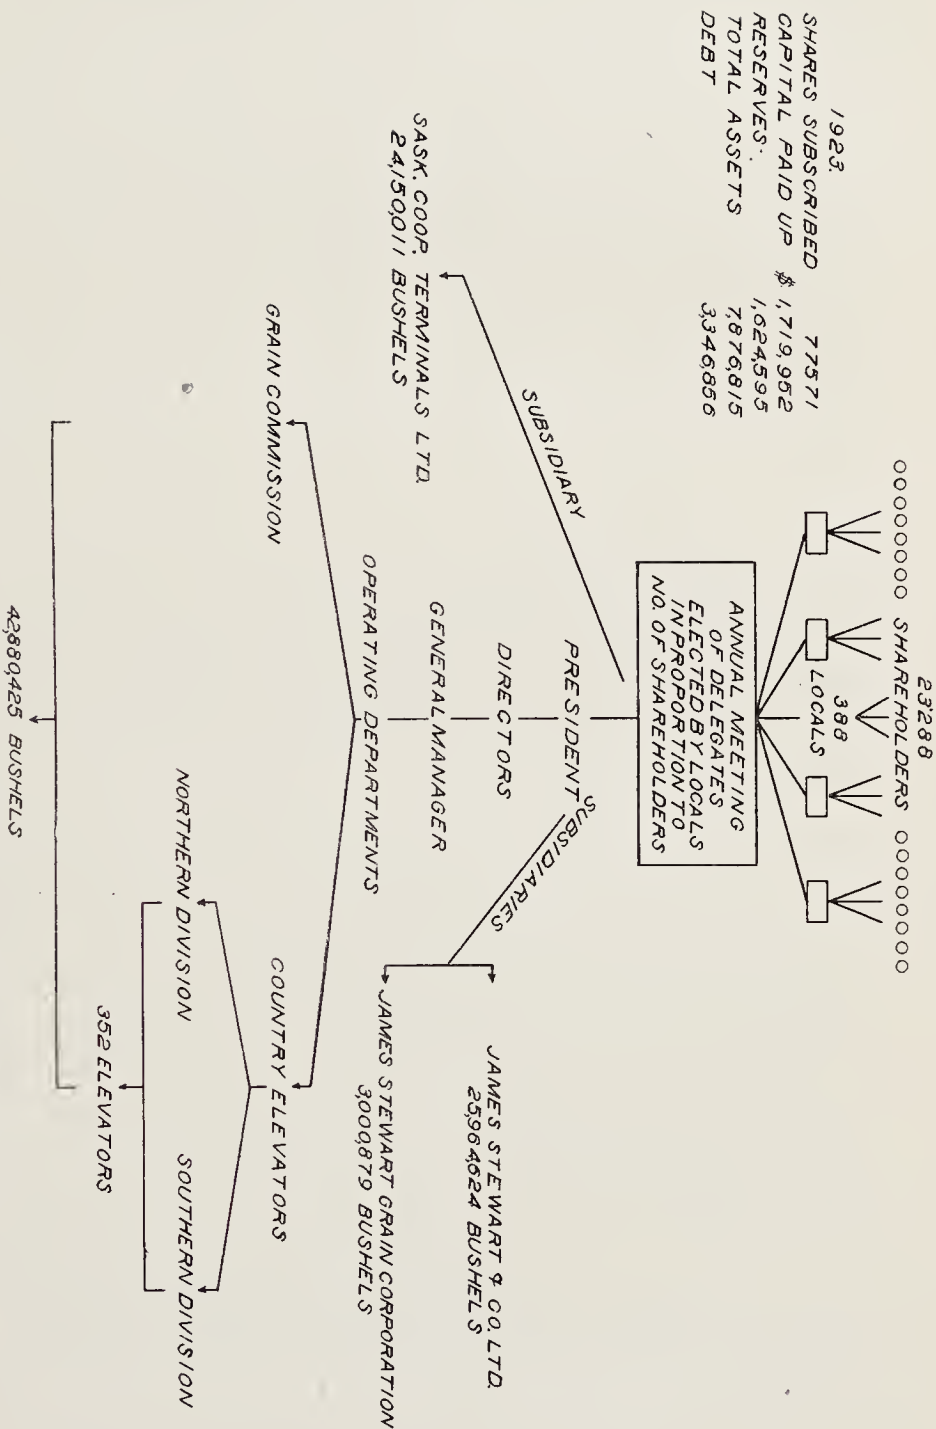 1923.
SHARES SUBSCRIBED 77571
CAPITAL PAID UP $ 1,719,952
RESERVES. 1,624,595
TOTAL ASSETS 7,876,815
DEBT 3,346,856
23288
SHAREHOLDERS
388
LOCALS
ANNUAL MEETING
OF DELEGATES
ELECTED BY LOCALS
IN PROPORTION TO
NO. OF SHAREHOLDERS
SUBSIDIARY
SASK. COOP. TERMINALS LTD.
24,150,011 BUSHELS
PRESIDENT
SUBSIDIARIES
DIRECTORS
JAMES STEWART & CO. LTD.
25,964,624 BUSHELS
GENERAL MANAGER
JAMES STEWART GRAIN CORPORATION
3,000,879 BUSHELS
OPERATING DEPARTMENTS
GRAIN COMMISSION
COUNTRY ELEVATORS
NORTHERN DIVISION
SOUTHERN DIVISION
352 ELEVATORS
42,880,425 BUSHELS